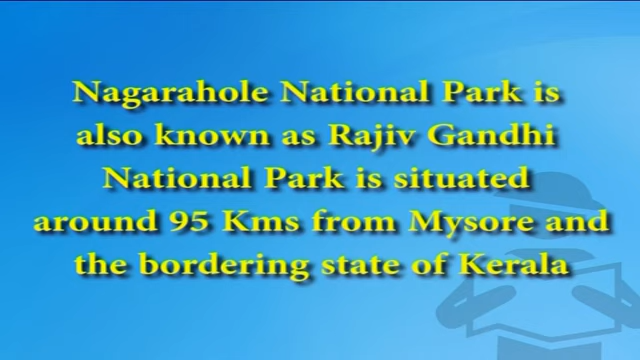 Nagarahole National Park is
also known as Rajiv Gandhi
National Park is situated
around 95 Kms from Mysore and
the bordering state of Kerala